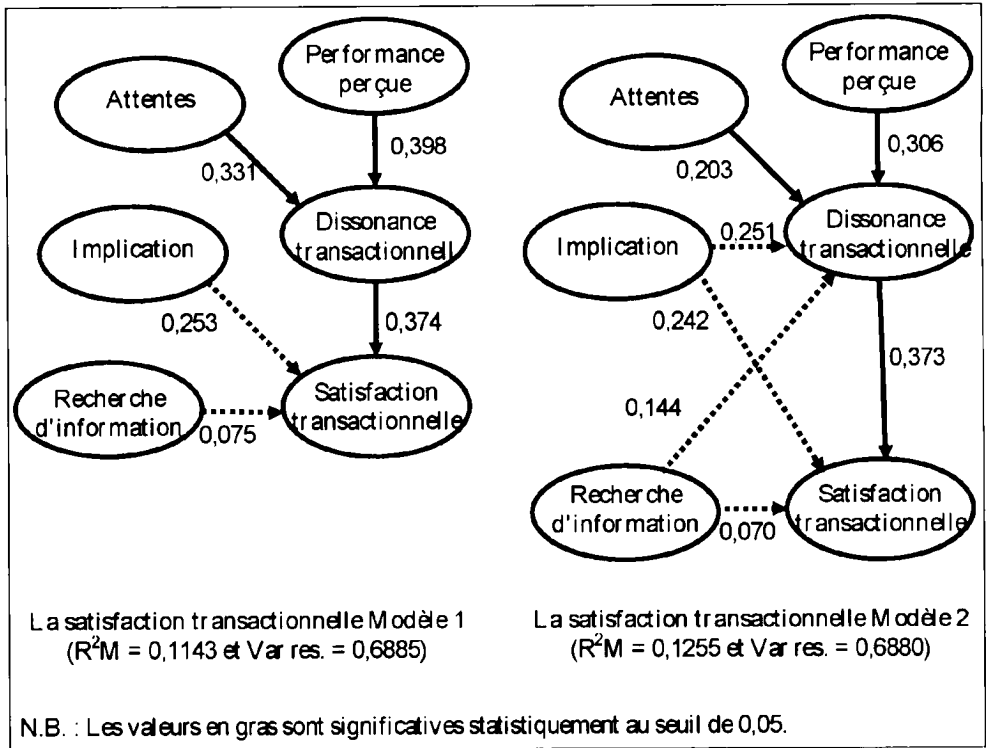 Performance
perçue
Attentes
0,398
0,331
Dissonance
transactionnell
Implication
0,253
0,374
Recherche
d'information
0,075
Satisfaction
transactionnelle
La satisfaction transactionnelle Modèle 1
(R²M = 0,1143 et Var res. = 0,6885)
Performance
perçue
Attentes
0,306
0,203
Dissonance
transactionnelle
Implication
0,251
0,242
0,373
0,144
Recherche
d'information
0,070
Satisfaction
transactionnelle
La satisfaction transactionnelle Modèle 2
(R²M = 0,1255 et Var res. = 0,6880)
N.B. : Les valeurs en gras sont significatives statistiquement au seuil de 0,05.